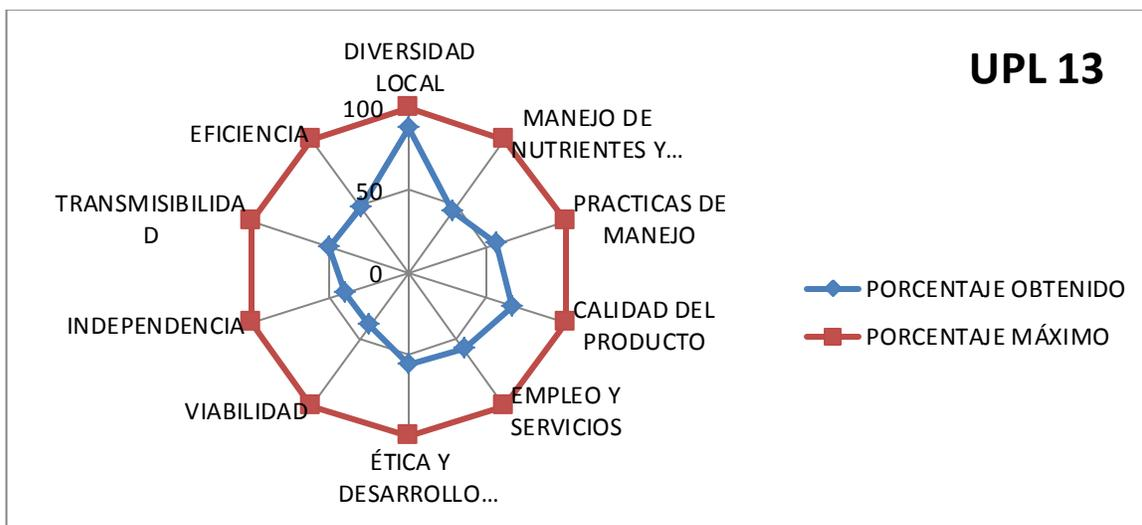 UPL 13
DIVERSIDAD
LOCAL
100
50
0
MANEJO DE
NUTRIENTES Y...
PRACTICAS DE
MANEJO
CALIDAD DEL
PRODUCTO
EMPLEO Y
SERVICIOS
ÉTICA Y
DESARROLLO...
VIABILIDAD
INDEPENDENCIA
TRANSMISIBILIDA
D
EFICIENCIA
PORCENTAJE OBTENIDO
PORCENTAJE MÁXIMO